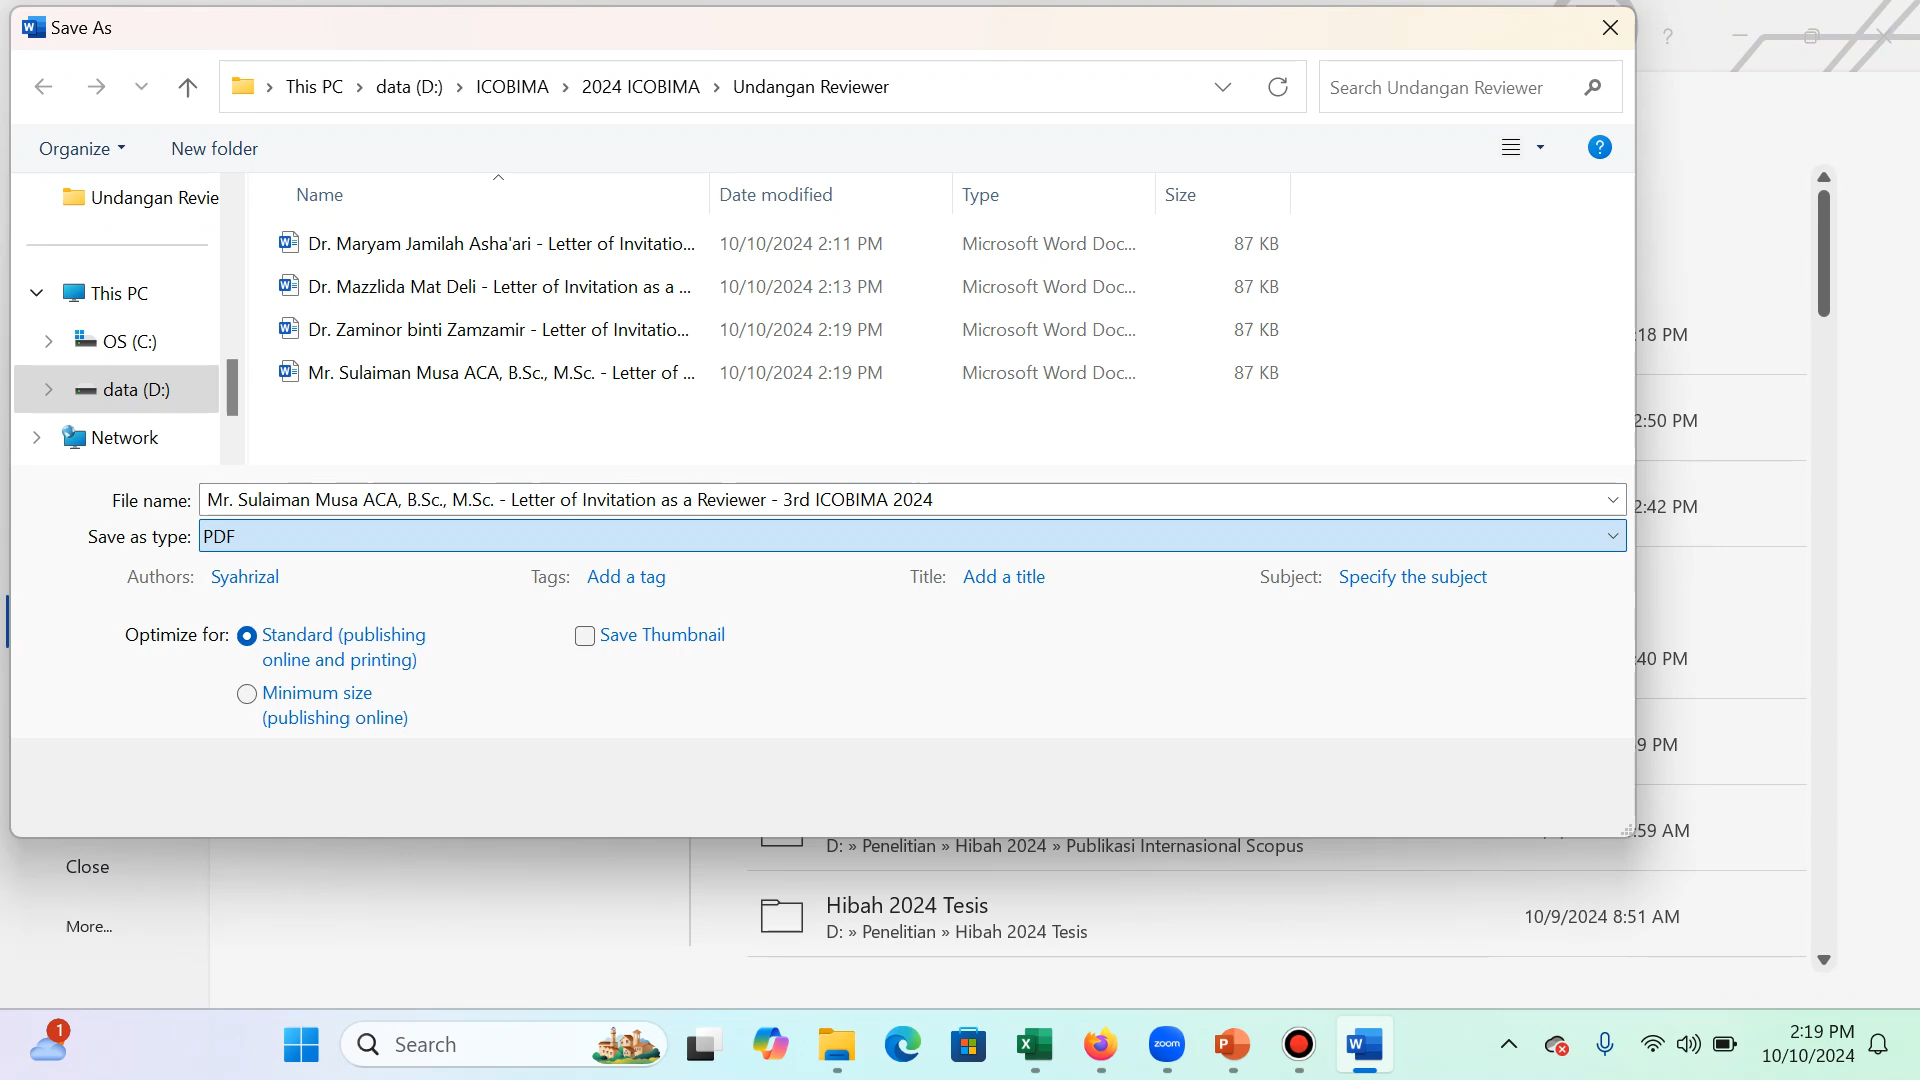 Save As
This PC > data (D:) > ICOBIMA > 2024 ICOBIMA > Undangan Reviewer
Search Undangan Reviewer
Organize
New folder
Undangan Revie
This PC
OS (C:)
data (D:)
Network
Name Date modified Type Size
Dr. Maryam Jamilah Asha'ari - Letter of Invitatio... 10/10/2024 2:11 PM Microsoft Word Doc... 87 KB
Dr. Mazzlida Mat Deli - Letter of Invitation as a ... 10/10/2024 2:13 PM Microsoft Word Doc... 87 KB
Dr. Zaminor binti Zamzamir - Letter of Invitatio... 10/10/2024 2:19 PM Microsoft Word Doc... 87 KB
Mr. Sulaiman Musa ACA, B.Sc., M.Sc. - Letter of ... 10/10/2024 2:19 PM Microsoft Word Doc... 87 KB
File name: Mr. Sulaiman Musa ACA, B.Sc., M.Sc. - Letter of Invitation as a Reviewer - 3rd ICOBIMA 2024
Save as type: PDF
Authors: Syahrizal Tags: Add a tag Title: Add a title Subject: Specify the subject
Optimize for: Standard (publishing
online and printing)
Minimum size
(publishing online)
Save Thumbnail
:18 PM
2:50 PM
2:42 PM
:40 PM
9 PM
:59 AM
D: » Penelitian » Hibah 2024 » Publikasi Internasional Scopus
Hibah 2024 Tesis
D: » Penelitian » Hibah 2024 Tesis
10/9/2024 8:51 AM
Close
More...
1
Search
zoom
2:19 PM
10/10/2024